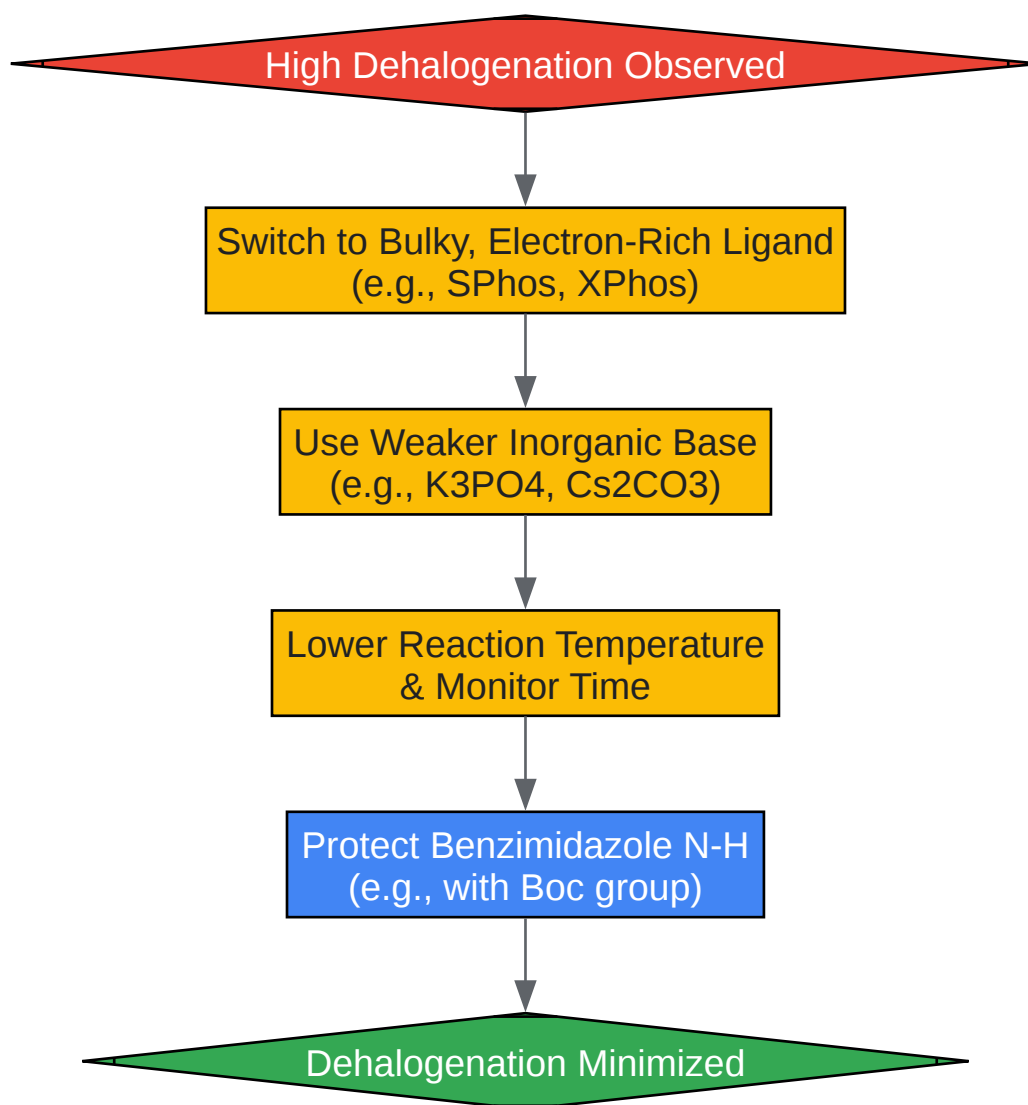 High Dehalogenation Observed
Switch to Bulky, Electron-Rich Ligand
(e.g., SPhos, XPhos)
Use Weaker Inorganic Base
(e.g., K3PO4, Cs2CO3)
Lower Reaction Temperature
& Monitor Time
Protect Benzimidazole N-H
(e.g., with Boc group)
Dehalogenation Minimized